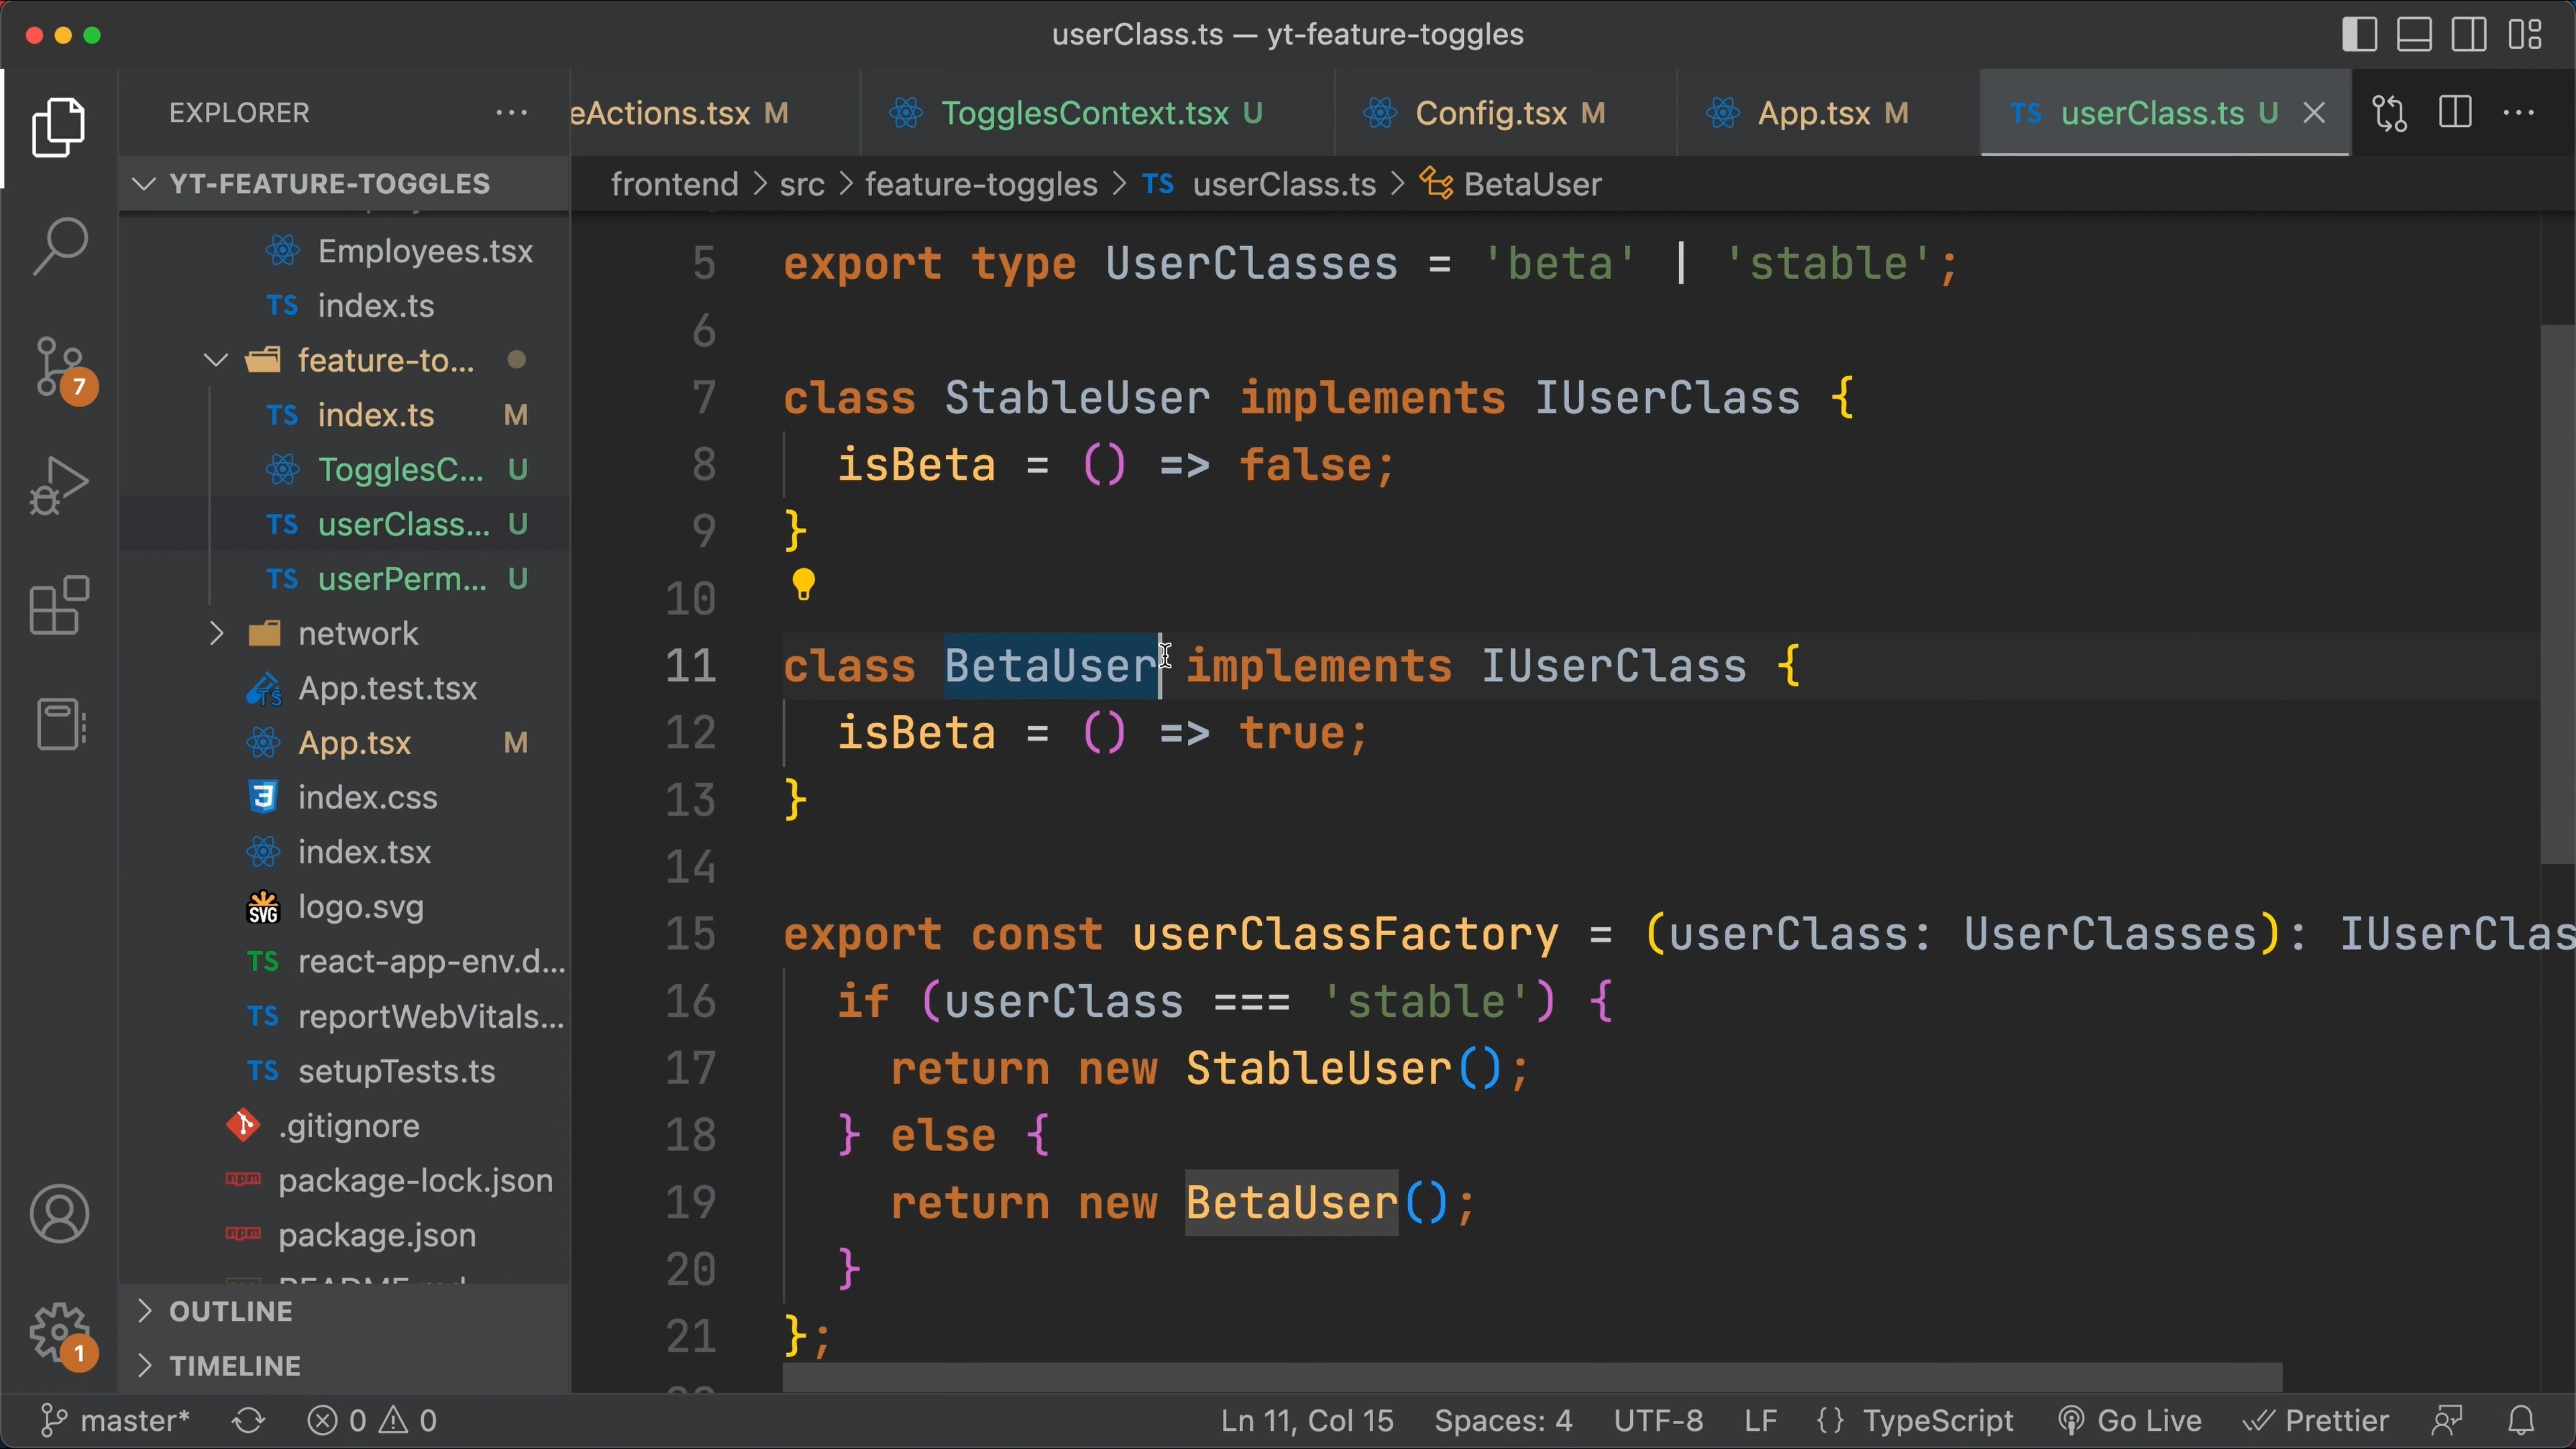 userClass.ts — yt-feature-toggles
EXPLORER
eActions.tsx M
TogglesContext.tsx U
Config.tsx M
App.tsx M
TS userClass.ts U
YT-FEATURE-TOGGLES
frontend > src > feature-toggles > TS userClass.ts > BetaUser
Employees.tsx
TS index.ts
feature-to...
TS index.ts M
TogglesC... U
TS userClass... U
TS userPerm... U
network
App.test.tsx
App.tsx M
index.css
index.tsx
logo.svg
TS react-app-env.d...
TS reportWebVitals...
TS setupTests.ts
.gitignore
package-lock.json
package.json
OUTLINE
TIMELINE
7
1
5 export type UserClasses = 'beta' | 'stable';
6
7 class StableUser implements IUserClass {
8 isBeta = () => false;
9 }
10
11 class BetaUser implements IUserClass {
12 isBeta = () => true;
13 }
14
15 export const userClassFactory = (userClass: UserClasses): IUserClas
16 if (userClass === 'stable') {
17 return new StableUser();
18 } else {
19 return new BetaUser();
20 }
21 };
master* 0 0 Ln 11, Col 15 Spaces: 4 UTF-8 LF {} TypeScript Go Live Prettier